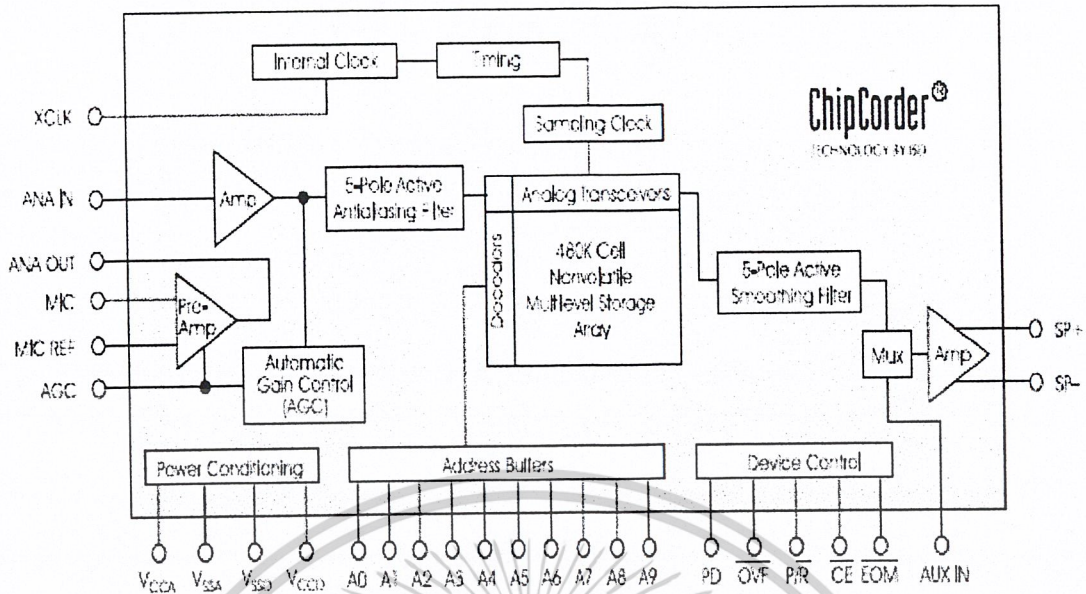 Internal Clock
Timing
XCLK
Sampling Clock
ChipCorder®
TECHNOLOGY BY ISD
ANA IN
Amp
5-Pole Active
Antialiasing Filter
Analog Transceivers
ANA OUT
MIC
Pre-
Amp
MIC REF
AGC
Automatic
Gain Control
(AGC)
Decoders
480K Cell
Nonvolatile
Multilevel Storage
Array
5-Pole Active
Smoothing Filter
Mux
Amp
SP+
SP-
Power Conditioning
Address Buffers
Device Control
VCCA VSSA VSSD VCCD A0 A1 A2 A3 A4 A5 A6 A7 A8 A9 PD OVF P/R CE EOM AUX IN